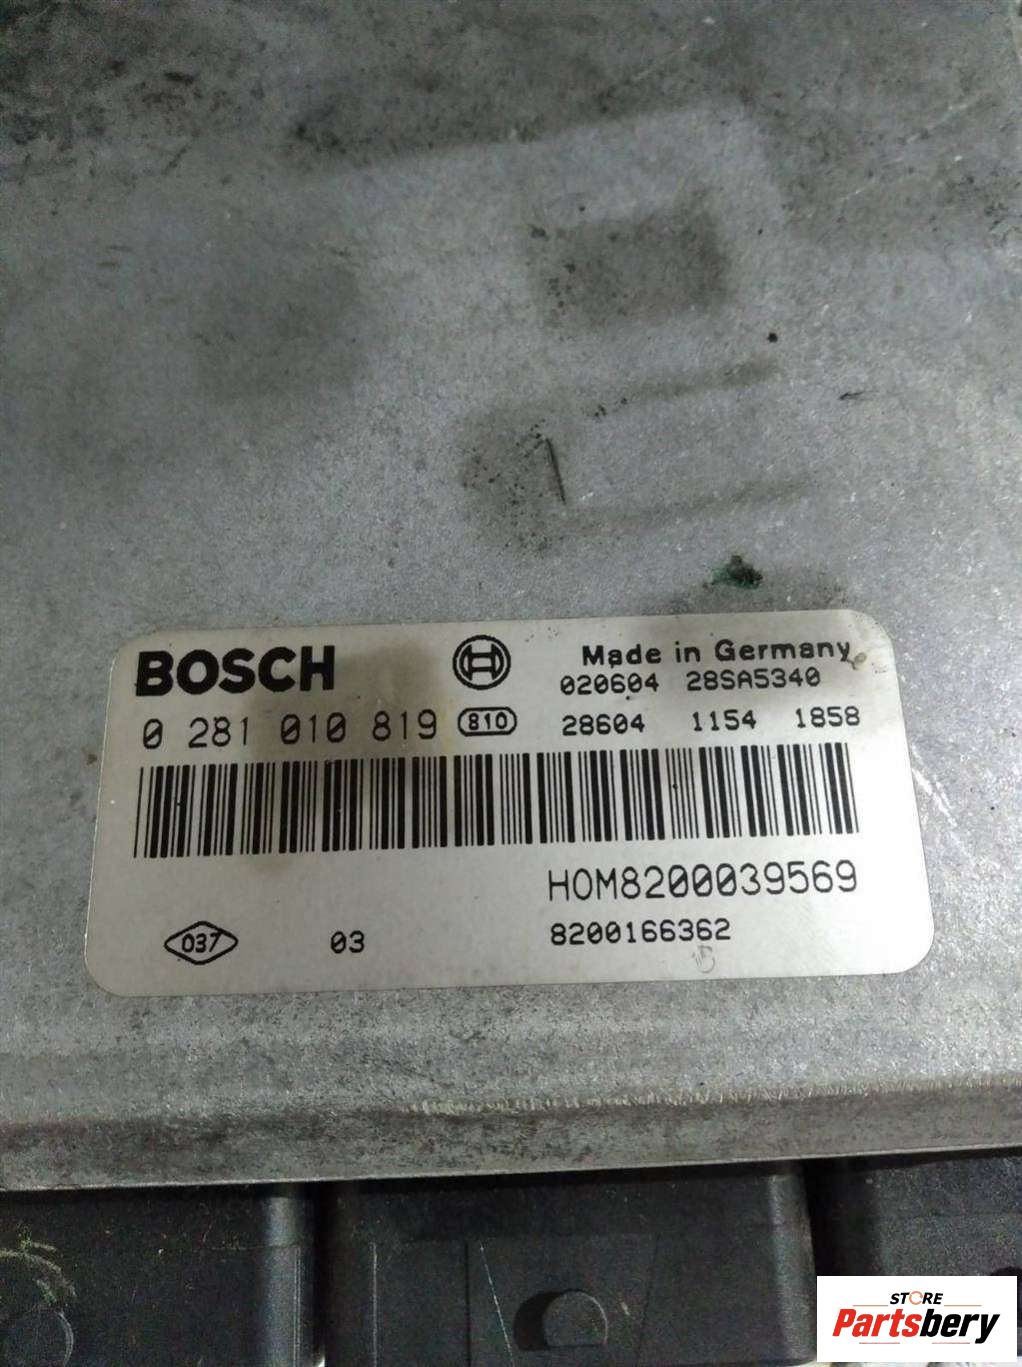 BOSCH
Made in Germany
020604 28SA5340
0 281 010 819 810 28604 1154 1858
HOM8200039569
037 03 8200166362
STORE
Partsbery